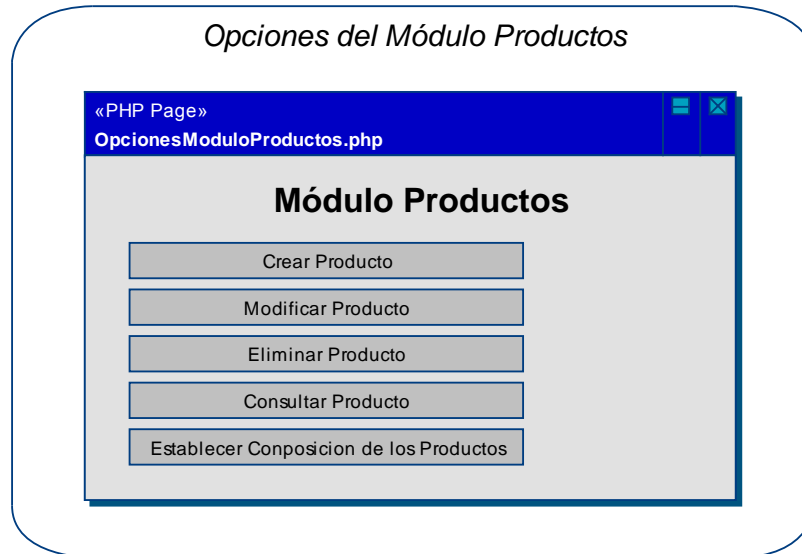 Opciones del Módulo Productos
«PHP Page»
OpcionesModuloProductos.php
Módulo Productos
Crear Producto
Modificar Producto
Eliminar Producto
Consultar Producto
Establecer Conposicion de los Productos